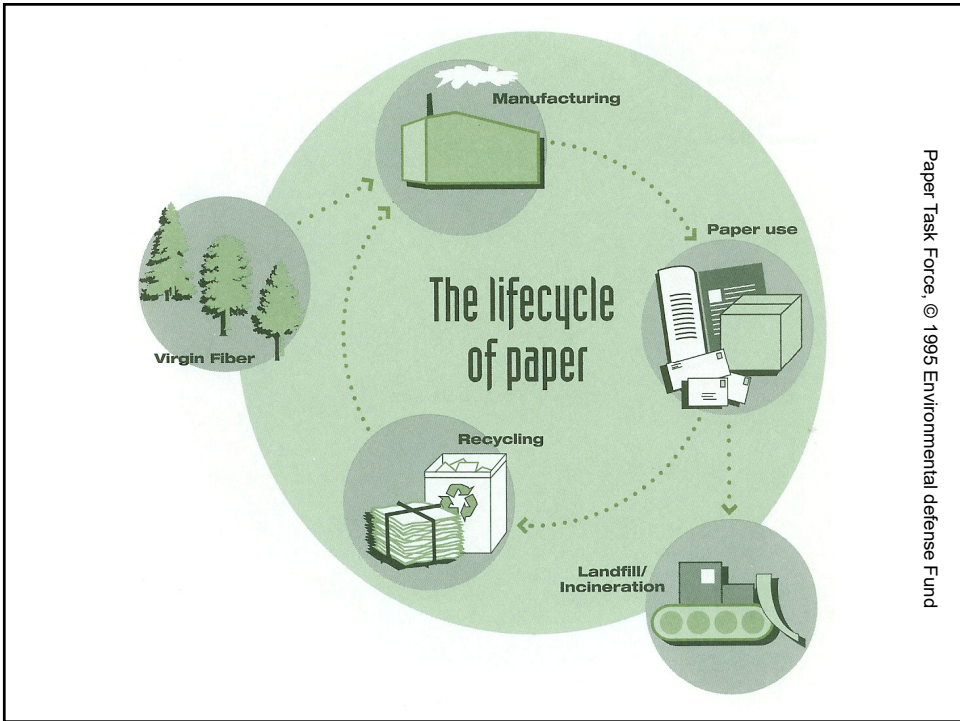 Manufacturing
Paper use
The lifecycle
of paper
Virgin Fiber
Recycling
Landfill/
Incineration
Paper Task Force, © 1995 Environmental defense Fund